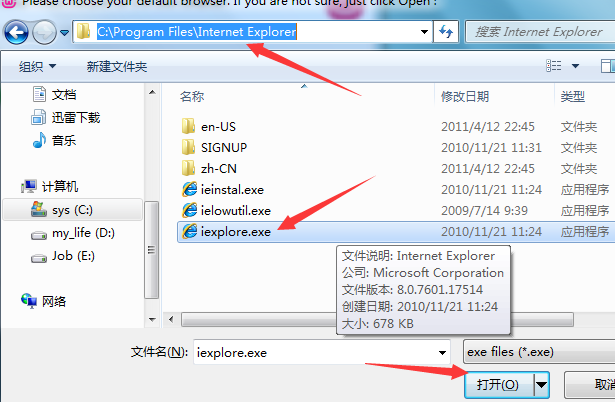 Please choose your default browser. If you are not sure, just click Open :
C:\Program Files\Internet Explorer
搜索 Internet Explorer
组织
新建文件夹
文档
迅雷下载
音乐
计算机
sys (C:)
my_life (D:)
Job (E:)
网络
名称 修改日期 类型
en-US 2011/4/12 22:45 文件夹
SIGNUP 2010/11/21 11:31 文件夹
zh-CN 2011/4/12 22:45 文件夹
ieinstal.exe 2010/11/21 11:24 应用程序
ielowutil.exe 2009/7/14 9:39 应用程序
iexplore.exe 2010/11/21 11:24 应用程序
文件说明: Internet Explorer
公司: Microsoft Corporation
文件版本: 8.0.7601.17514
创建日期: 2010/11/21 11:24
大小: 678 KB
文件名(N): iexplore.exe exe files (*.exe)
打开(O) 取消